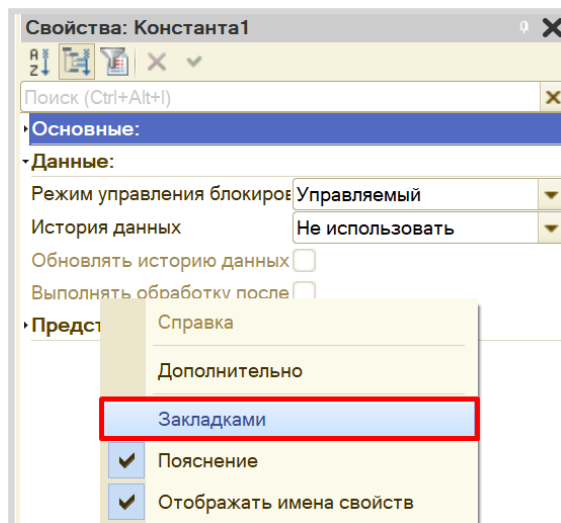 Свойства: Константа1
Поиск (Ctrl+Alt+I)
Основные:
Данные:
Режим управления блокиров Управляемый
История данных Не использовать
Обновлять историю данных
Выполнять обработку после
Предст
Справка
Дополнительно
Закладками
Пояснение
Отображать имена свойств